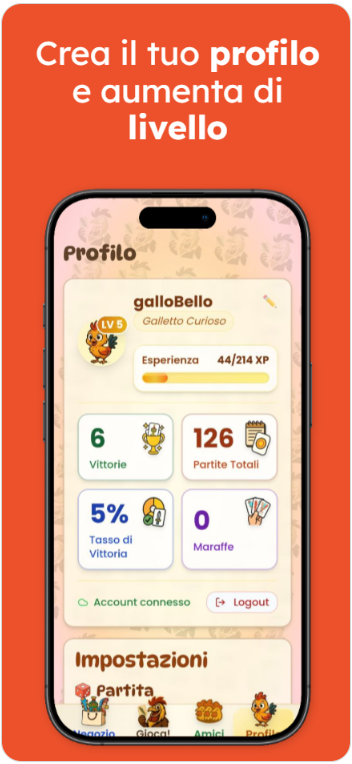 Crea il tuo profilo
e aumenta di
livello
Profilo
galloBello
LV 5
Galletto Curioso
Esperienza 44/214 XP
6
Vittorie
126
Partite Totali
5%
Tasso di
Vittoria
0
Maraffe
Account connesso
Logout
Impostazioni
Partita
Negozio Gioca! Amici Profilo